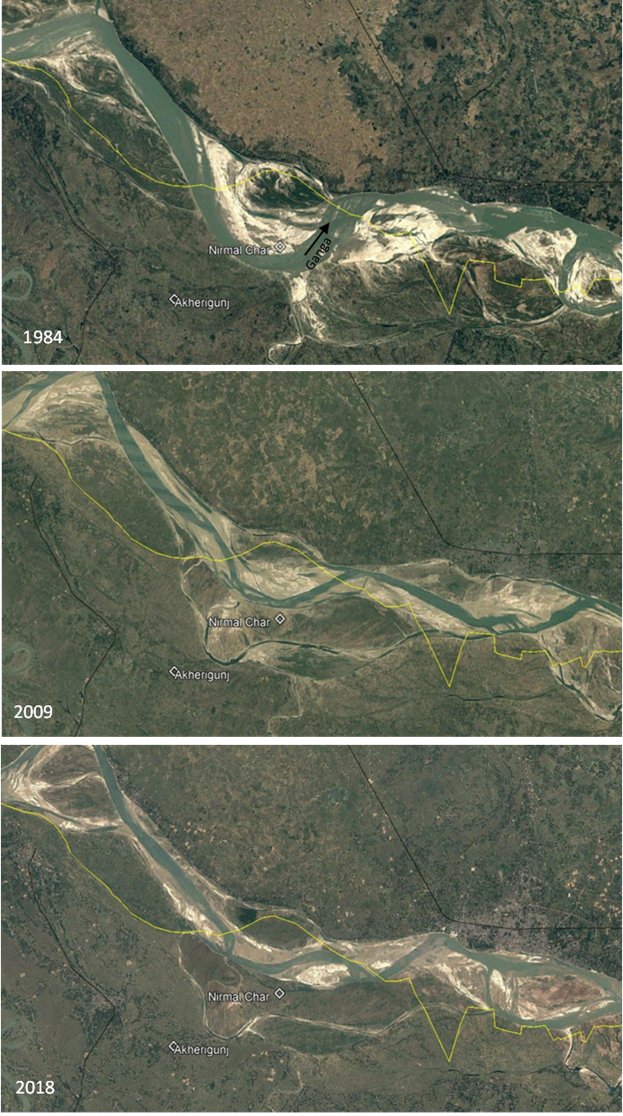 Nirmal Char
Ganga
Akherigunj
1984
Nirmal Char
Akherigunj
2009
Nirmal Char
Akherigunj
2018